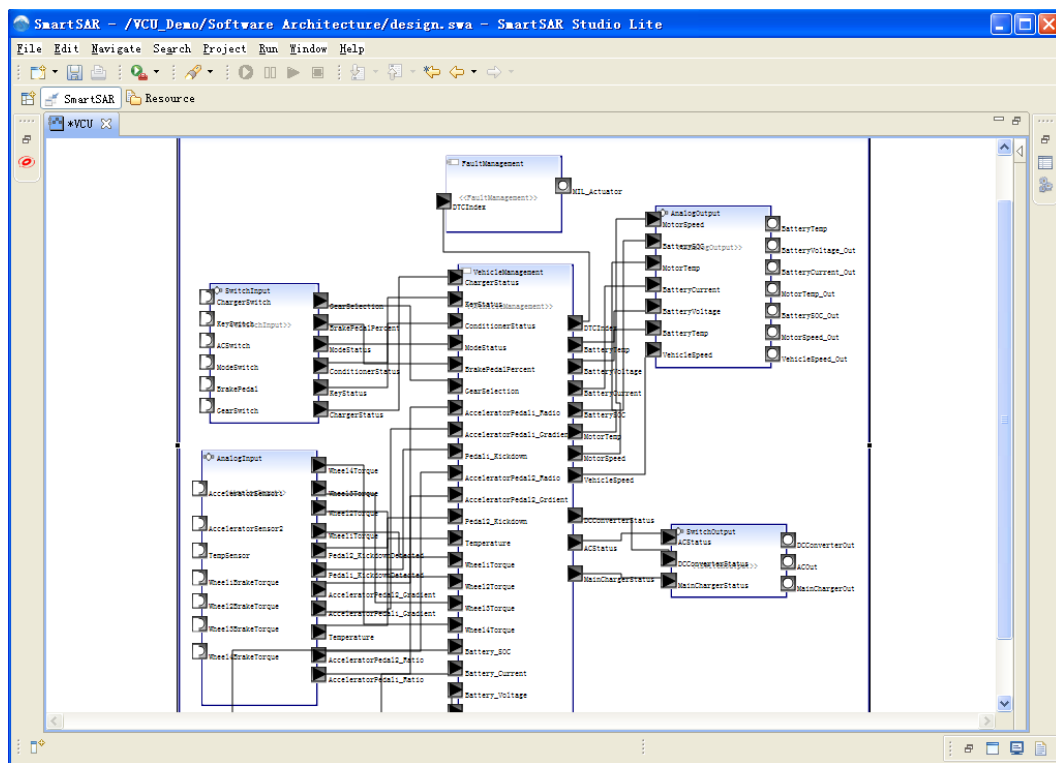 SmartSAR - /VCU_Demo/Software Architecture/design.swa - SmartSAR Studio Lite
File Edit Navigate Search Project Run Window Help
SmartSAR Resource
*VCU
FaultManagement
<<FaultManagement>>
MIL_Actuator
DTCIndex
AnalogOutput
MotorSpeed
BatterySOC
MotorTemp
BatteryCurrent
BatteryVoltage
BatteryTemp
VehicleSpeed
BatteryTemp
BatteryVoltage_Out
BatteryCurrent_Out
MotorTemp_Out
BatterySOC_Out
MotorSpeed_Out
VehicleSpeed_Out
SwitchInput
ChargerSwitch
KeySwitch
ACSwitch
ModeSwitch
BrakePedal
GearSwitch
GearSelection
BrakePedalPercent
ModeStatus
ConditionerStatus
KeyStatus
ChargerStatus
VehicleManagement
ChargerStatus
KeyStatus
ConditionerStatus
ModeStatus
BrakePedalPercent
GearSelection
AcceleratorPedal1_Radio
AcceleratorPedal1_Gradient
Pedal1_Kickdown
AcceleratorPedal2_Radio
AcceleratorPedal2_Grdient
Pedal2_Kickdown
Temperature
Wheel1Torque
Wheel2Torque
Wheel3Torque
Wheel4Torque
Battery_SOC
Battery_Current
Battery_Voltage
DTCIndex
BatteryTemp
BatteryVoltage
BatteryCurrent
BatterySOC
MotorTemp
MotorSpeed
VehicleSpeed
DCConverterStatus
ACStatus
MainChargerStatus
AnalogInput
AcceleratorSensor1
AcceleratorSensor2
TempSensor
Wheel1BrakeTorque
Wheel2BrakeTorque
Wheel3BrakeTorque
Wheel4BrakeTorque
Wheel4Torque
Wheel3Torque
Wheel2Torque
Wheel1Torque
Pedal2_KickdownDetected
Pedal1_KickdownDetected
AcceleratorPedal2_Gradient
AcceleratorPedal1_Gradient
Temperature
AcceleratorPedal2_Ratio
AcceleratorPedal1_Ratio
SwitchOutput
ACStatus
DCConverterStatus
MainChargerStatus
DCConverterOut
ACOut
MainChargerOut